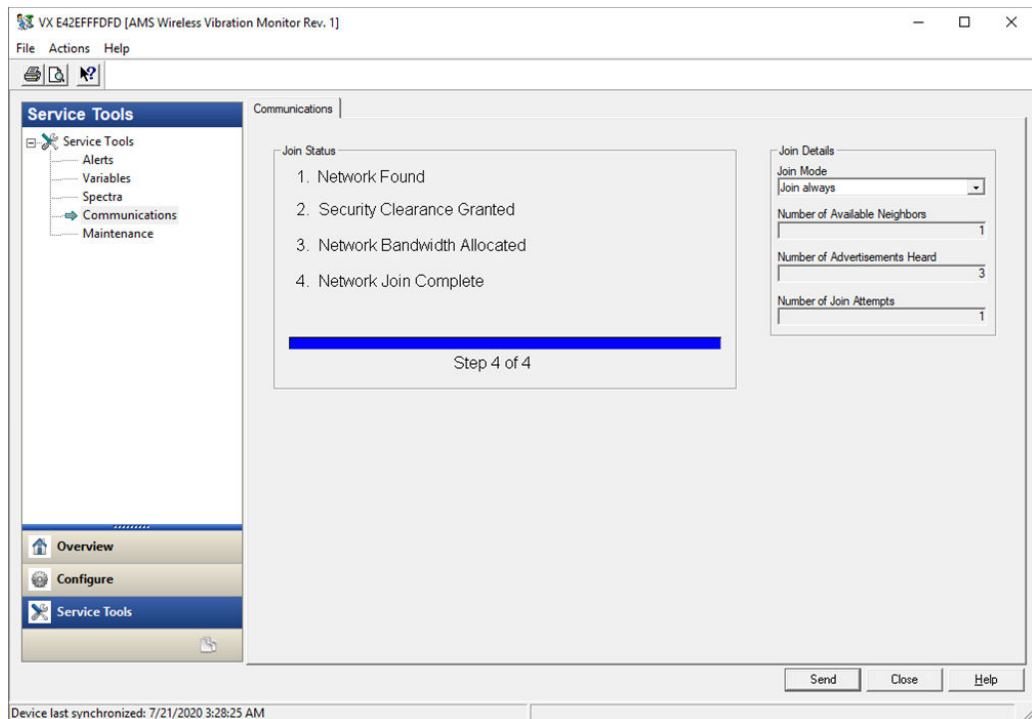 VX E42EFFFDFD [AMS Wireless Vibration Monitor Rev. 1]
File Actions Help
Service Tools
Service Tools
Alerts
Variables
Spectra
Communications
Maintenance
Overview
Configure
Service Tools
Communications
Join Status
1. Network Found
2. Security Clearance Granted
3. Network Bandwidth Allocated
4. Network Join Complete
Step 4 of 4
Join Details
Join Mode
Join always
Number of Available Neighbors
1
Number of Advertisements Heard
3
Number of Join Attempts
1
Send Close Help
Device last synchronized: 7/21/2020 3:28:25 AM